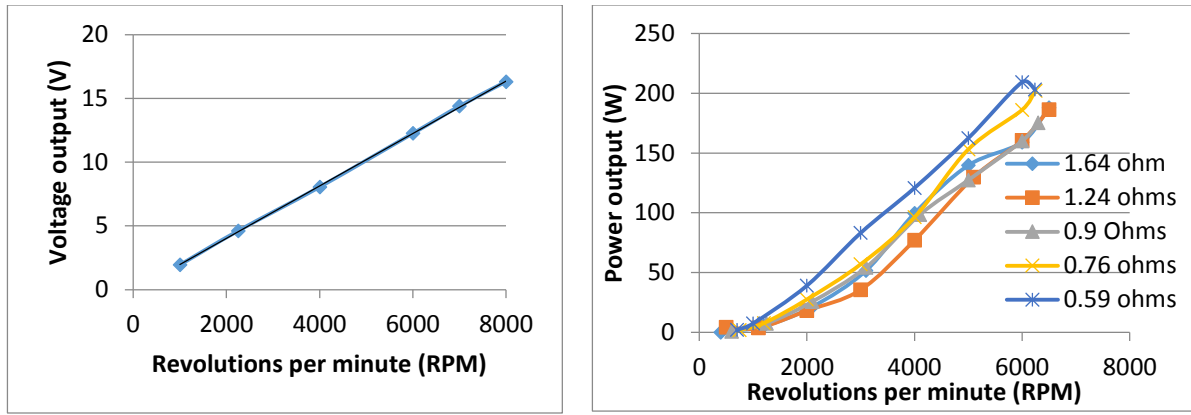 Voltage output (V)
20
15
10
5
0
0 2000 4000 6000 8000
Revolutions per minute (RPM)
Power output (W)
250
200
150
100
50
0
0 2000 4000 6000 8000
Revolutions per minute (RPM)
1.64 ohm
1.24 ohms
0.9 Ohms
0.76 ohms
0.59 ohms